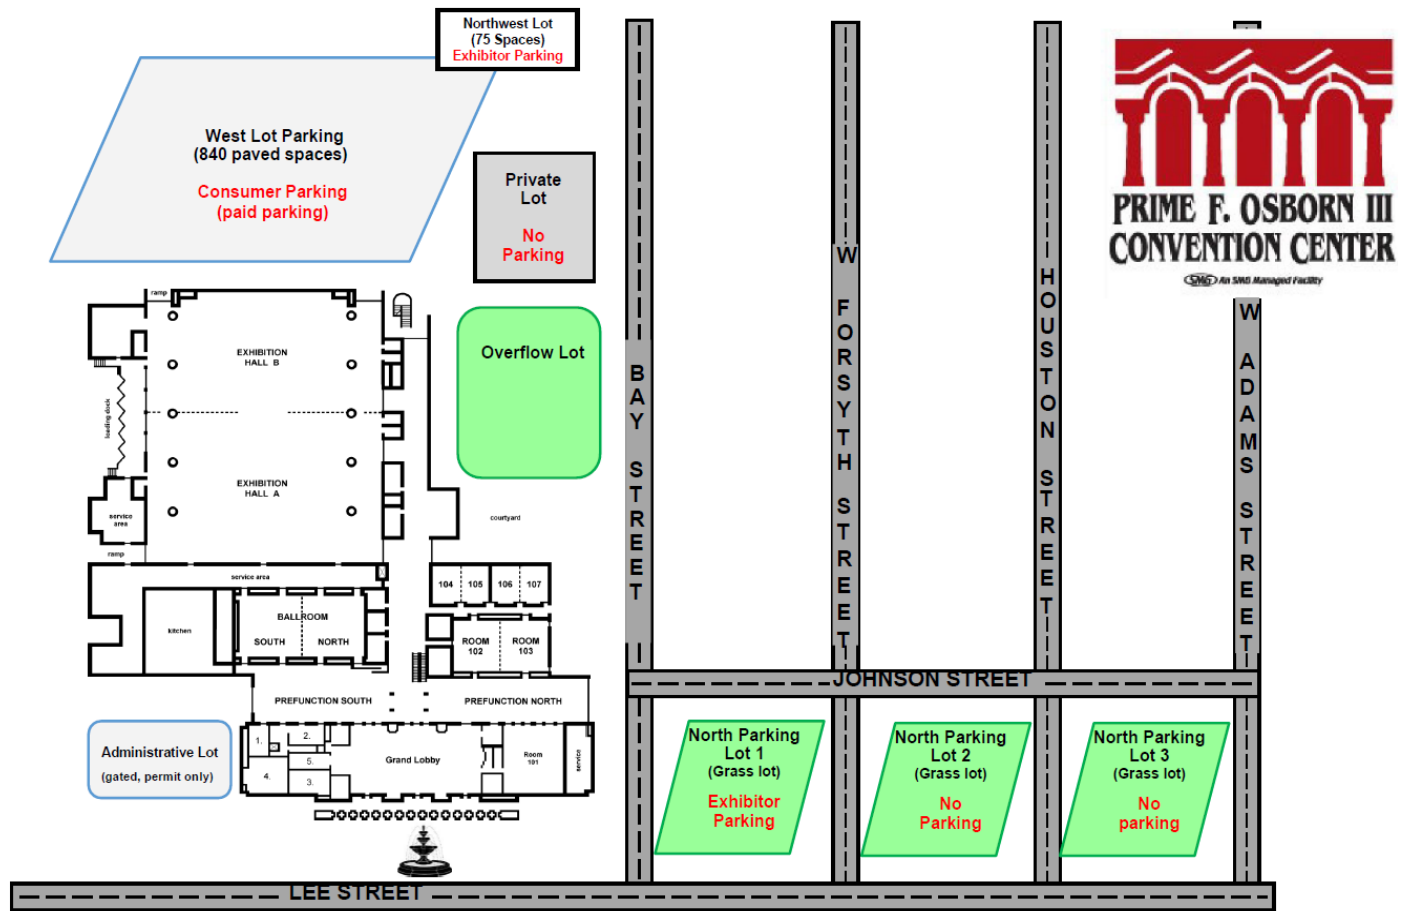 Northwest Lot
(75 Spaces)
Exhibitor Parking
West Lot Parking
(840 paved spaces)
Consumer Parking
(paid parking)
Private
Lot
No
Parking
PRIME F. OSBORN III
CONVENTION CENTER
SMG An SMG Managed Facility
Overflow Lot
ramp
EXHIBITION
HALL B
loading dock
EXHIBITION
HALL A
service
area
ramp
courtyard
service area
104
105
106
107
BALLROOM
SOUTH
NORTH
kitchen
ROOM
102
ROOM
103
PREFUNCTION SOUTH
PREFUNCTION NORTH
BAY STREET
W FORSYTH STREET
HOUSTON STREET
W ADAMS STREET
JOHNSON STREET
Administrative Lot
(gated, permit only)
1.
2.
5.
4.
3.
Grand Lobby
Room
101
service
North Parking
Lot 1
(Grass lot)
Exhibitor
Parking
North Parking
Lot 2
(Grass lot)
No
Parking
North Parking
Lot 3
(Grass lot)
No
parking
LEE STREET